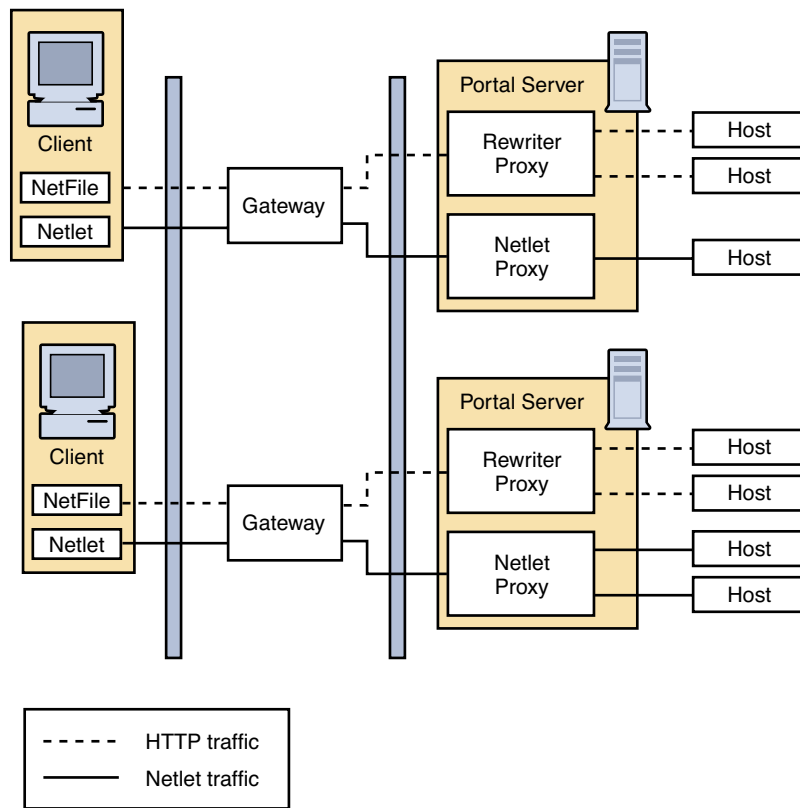 Portal Server
Client
NetFile
Netlet
Gateway
Rewriter
Proxy
Netlet
Proxy
Host
Host
Host
Portal Server
Client
NetFile
Netlet
Gateway
Rewriter
Proxy
Netlet
Proxy
Host
Host
Host
Host
HTTP traffic
Netlet traffic